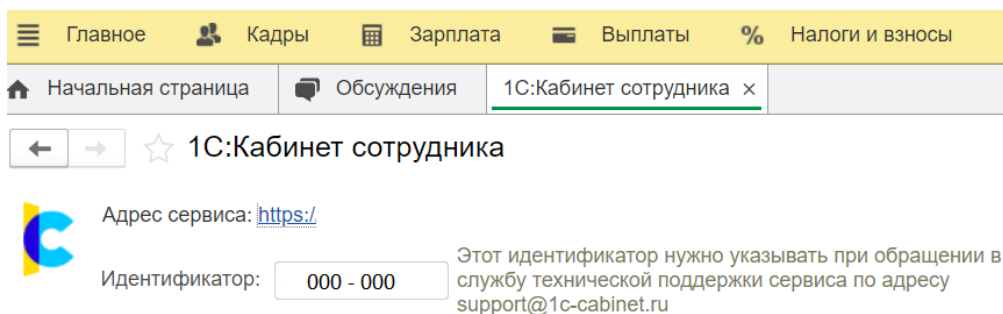 Главное Кадры Зарплата Выплаты % Налоги и взносы
Начальная страница Обсуждения 1С:Кабинет сотрудника ×
1С:Кабинет сотрудника
Адрес сервиса: https:/
Этот идентификатор нужно указывать при обращении в
Идентификатор: 000 - 000 службу технической поддержки сервиса по адресу
support@1c-cabinet.ru